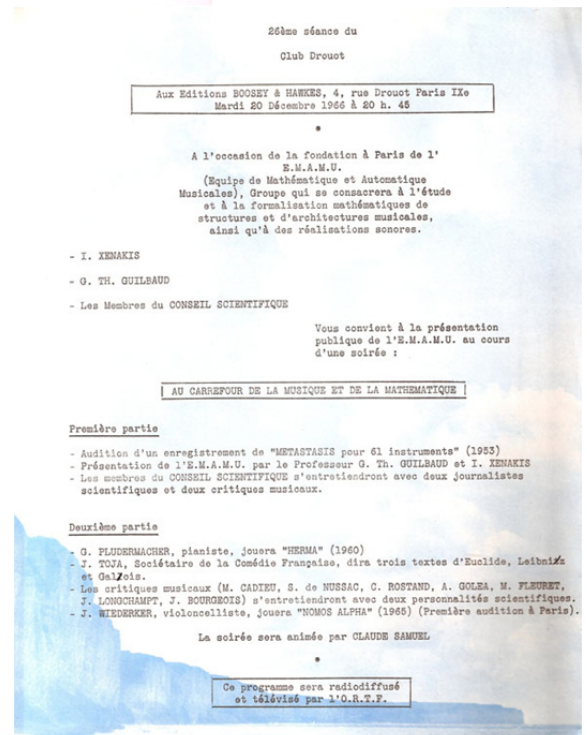 26ème séance du
Club Drouot
Aux Editions BOOSEY & HAWKES, 4, rue Drouot Paris IXe
Mardi 20 Décembre 1966 à 20 h. 45
*
A l'occasion de la fondation à Paris de l'
E.M.A.M.U.
(Equipe de Mathématique et Automatique
Musicales), Groupe qui se consacrera à l'étude
et à la formalisation mathématiques de
structures et d'architectures musicales,
ainsi qu'à des réalisations sonores.
- I. XENAKIS
- G. TH. GUILBAUD
- Les Membres du CONSEIL SCIENTIFIQUE
Vous convient à la présentation
publique de l'E.M.A.M.U. au cours
d'une soirée :
AU CARREFOUR DE LA MUSIQUE ET DE LA MATHEMATIQUE
Première partie
- Audition d'un enregistrement de "METASTASIS pour 61 instruments" (1953)
- Présentation de l'E.M.A.M.U. par le Professeur G. Th. GUILBAUD et I. XENAKIS
- Les membres du CONSEIL SCIENTIFIQUE s'entretiendront avec deux journalistes
scientifiques et deux critiques musicaux.
Deuxième partie
- G. PLUDERMACHER, pianiste, jouera "HERMA" (1960)
- J. TOJA, Sociétaire de la Comédie Française, dira trois textes d'Euclide, Leibniz
et Galois.
- Les critiques musicaux (M. CADIEU, S. de NUSSAC, C. ROSTAND, A. GOLEA, M. FLEURET,
J. LONGCHAMPT, J. BOURGEOIS) s'entretiendront avec deux personnalités scientifiques.
- J. WIEDERKER, violoncelliste, jouera "NOMOS ALPHA" (1965) (Première audition à Paris).
La soirée sera animée par CLAUDE SAMUEL
*
Ce programme sera radiodiffusé
et télévisé par l'O.R.T.F.